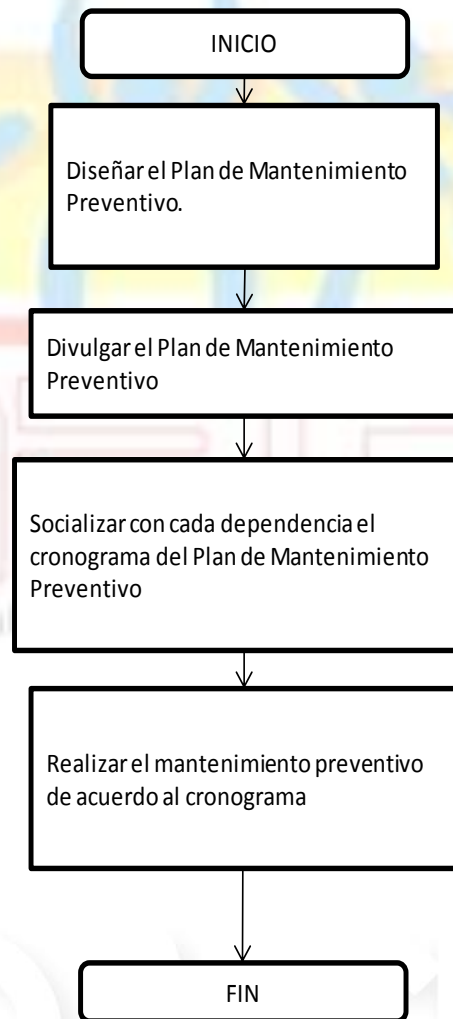 INICIO
Diseñar el Plan de Mantenimiento
Preventivo.
Divulgar el Plan de Mantenimiento
Preventivo
Socializar con cada dependencia el
cronograma del Plan de Mantenimiento
Preventivo
Realizar el mantenimiento preventivo
de acuerdo al cronograma
FIN